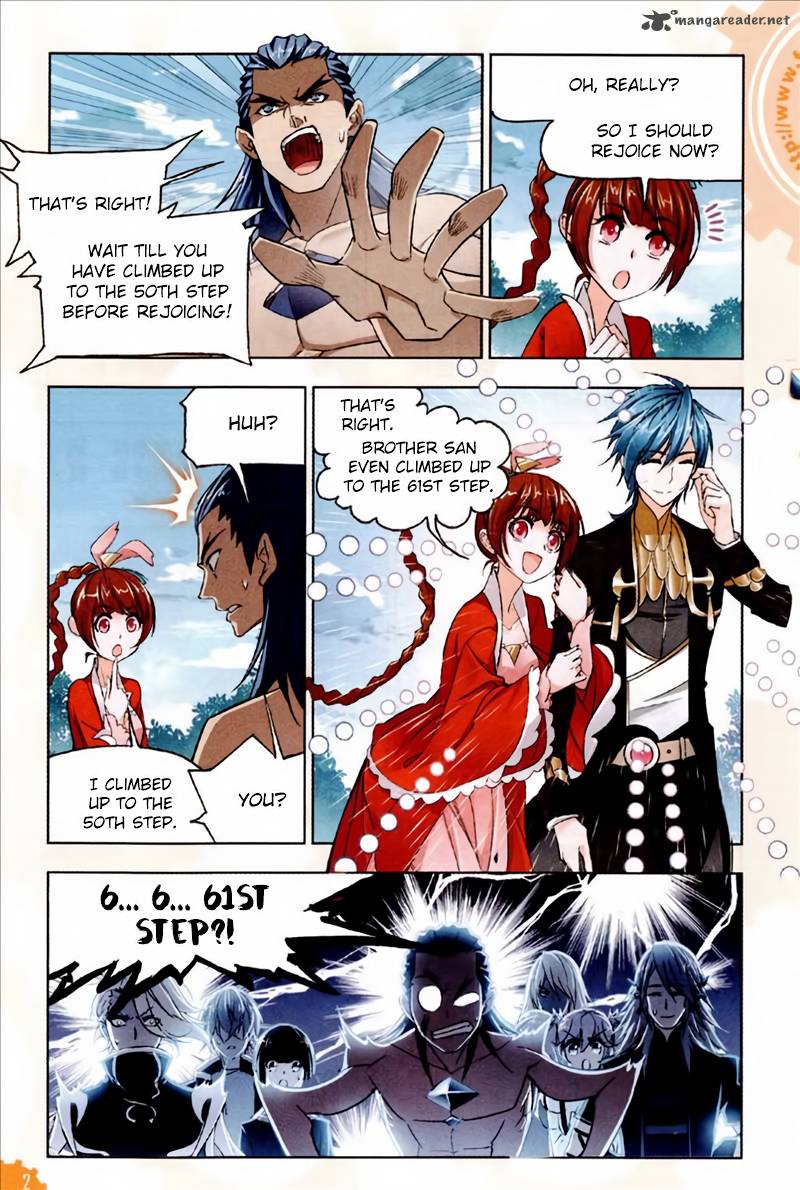 mangareader.net
THAT'S RIGHT!
WAIT TILL YOU
HAVE CLIMBED UP
TO THE 50TH STEP
BEFORE REJOICING!
OH, REALLY?
SO I SHOULD
REJOICE NOW?
HUH?
I CLIMBED
UP TO THE
50TH STEP.
YOU?
THAT'S
RIGHT.
BROTHER SAN
EVEN CLIMBED UP
TO THE 61ST STEP.
6... 6... 61ST
STEP?!
2